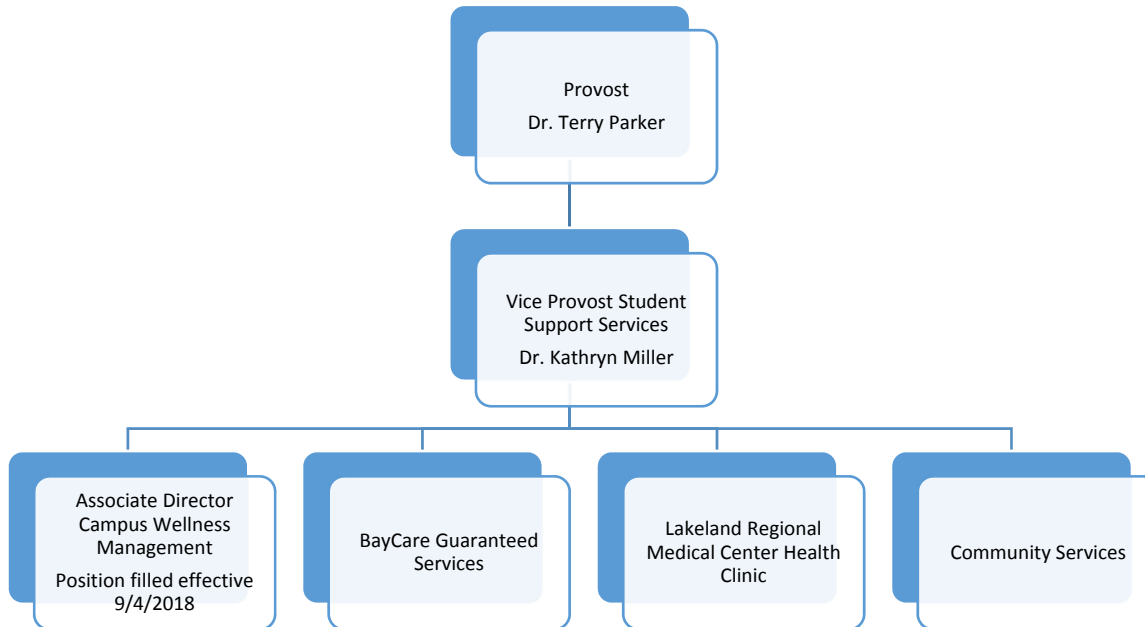 Provost
Dr. Terry Parker
Vice Provost Student
Support Services
Dr. Kathryn Miller
Associate Director
Campus Wellness
Management
Position filled effective
9/4/2018
BayCare Guaranteed
Services
Lakeland Regional
Medical Center Health
Clinic
Community Services